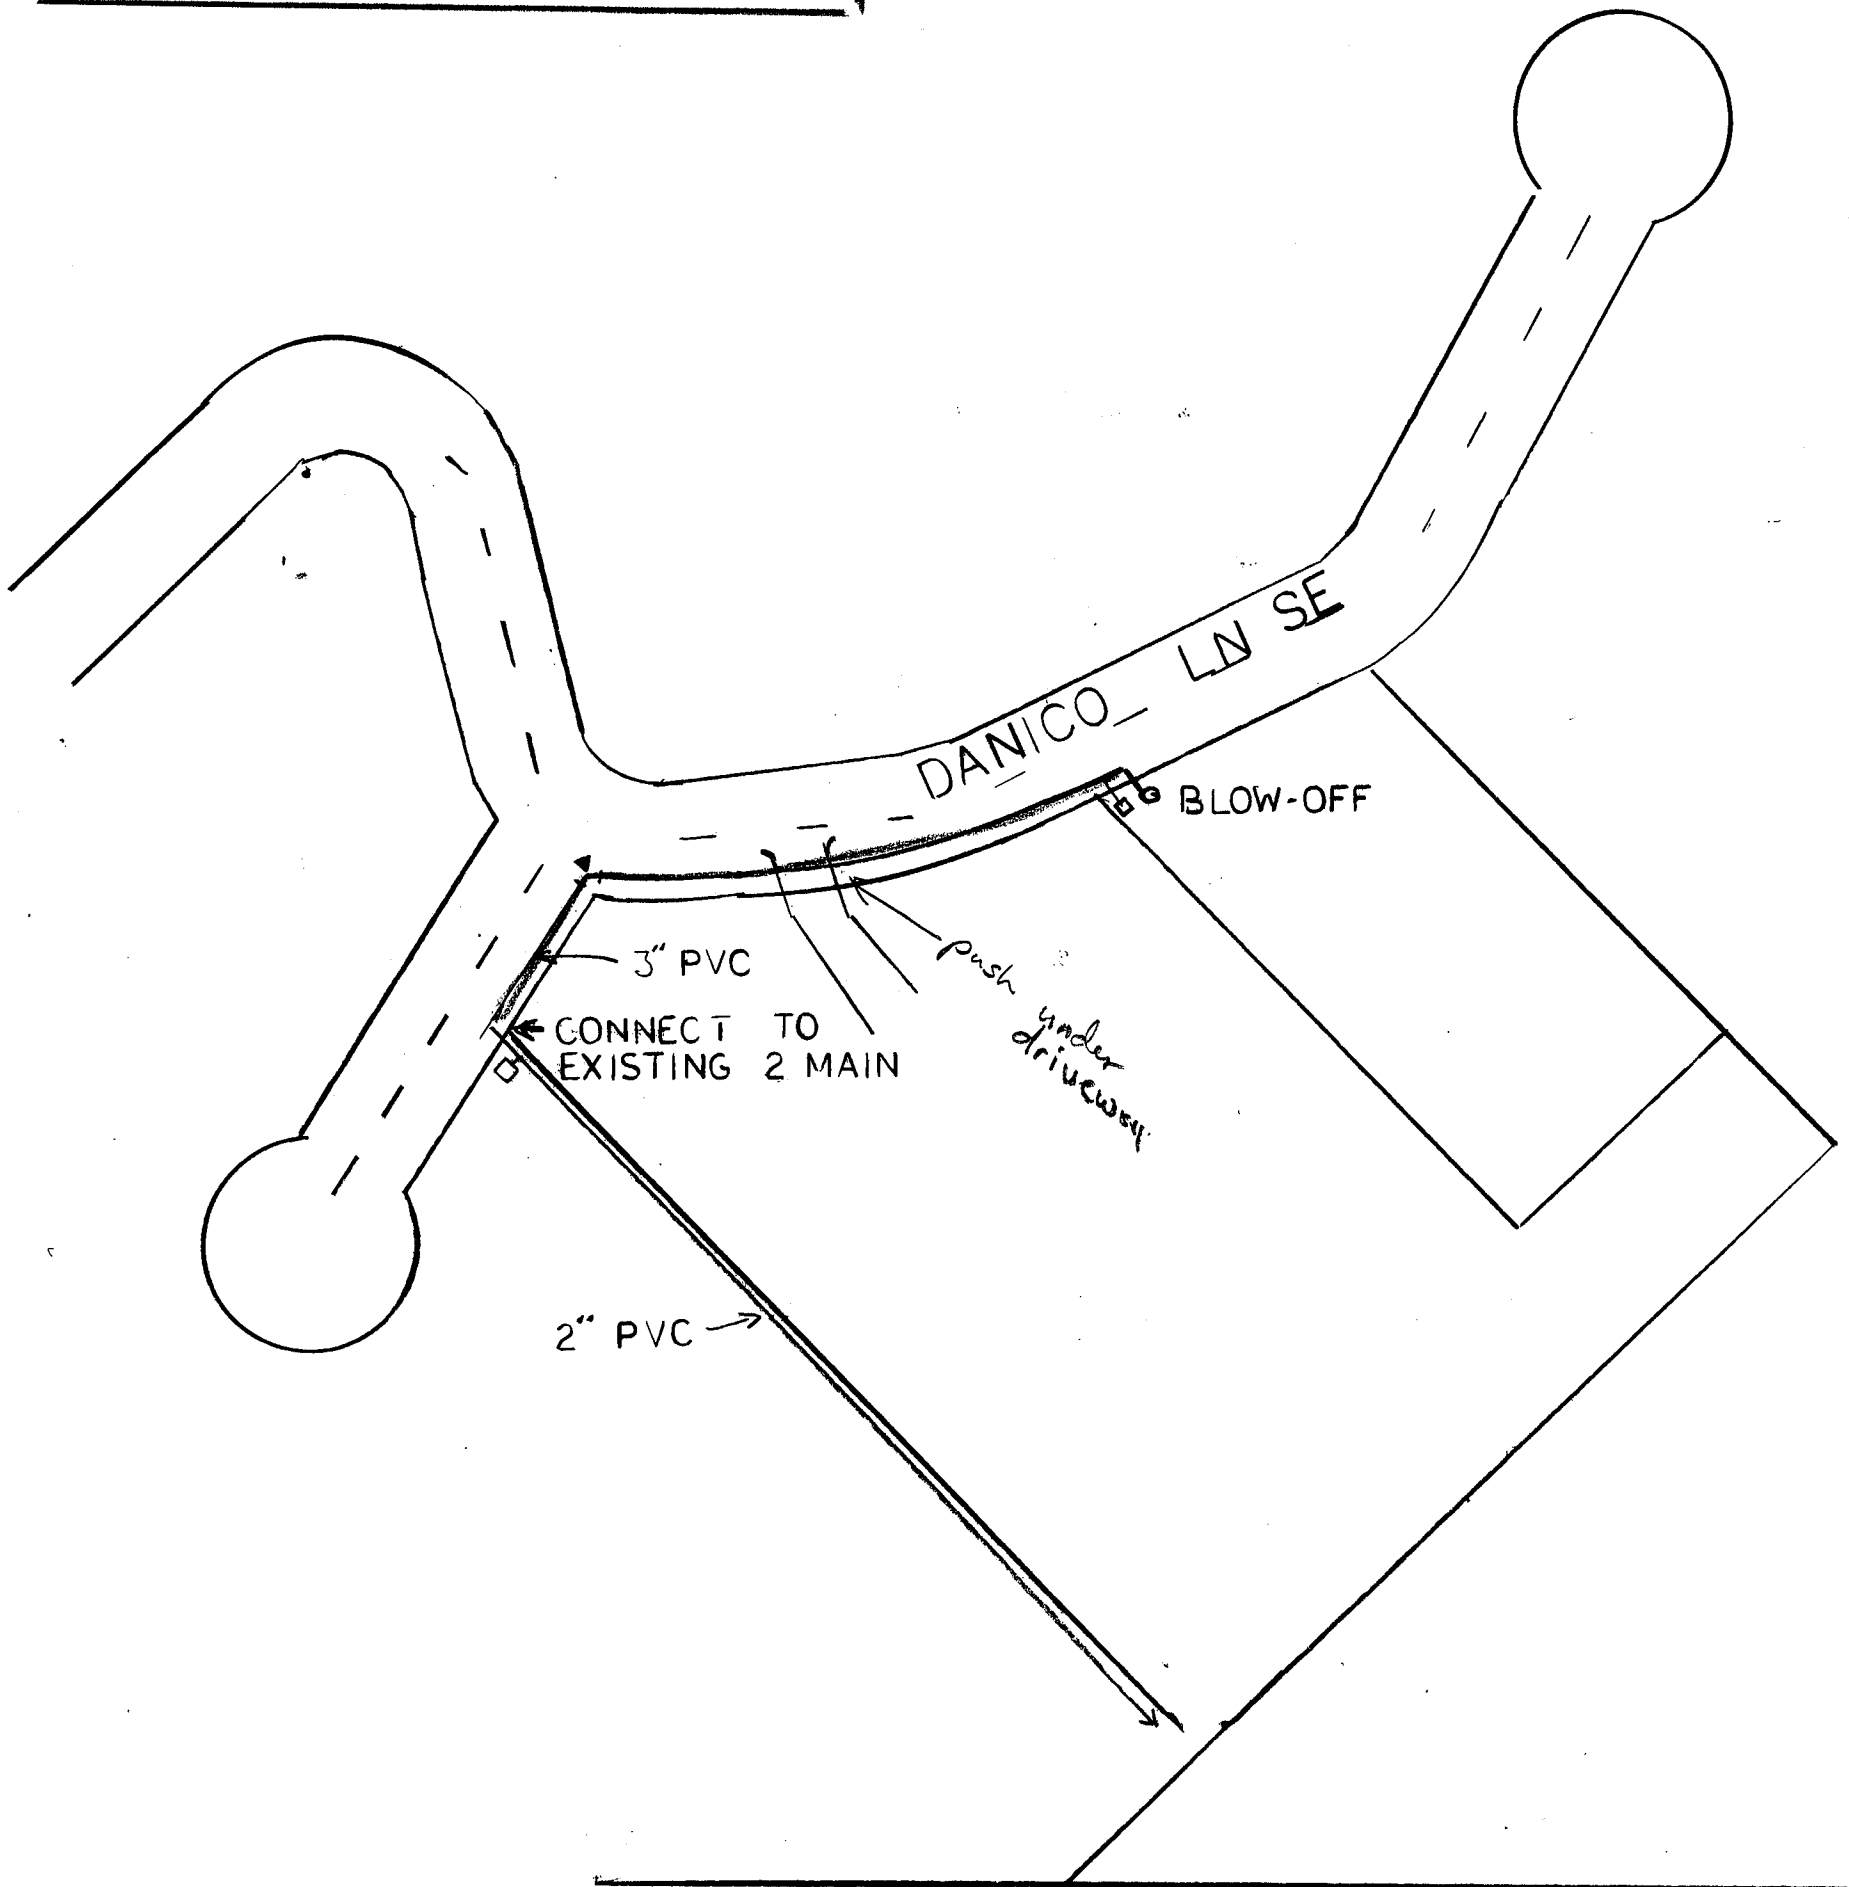 DANICO LN SE
BLOW-OFF
3" PVC
push
under
driveway
CONNECT TO
EXISTING 2 MAIN
2" PVC